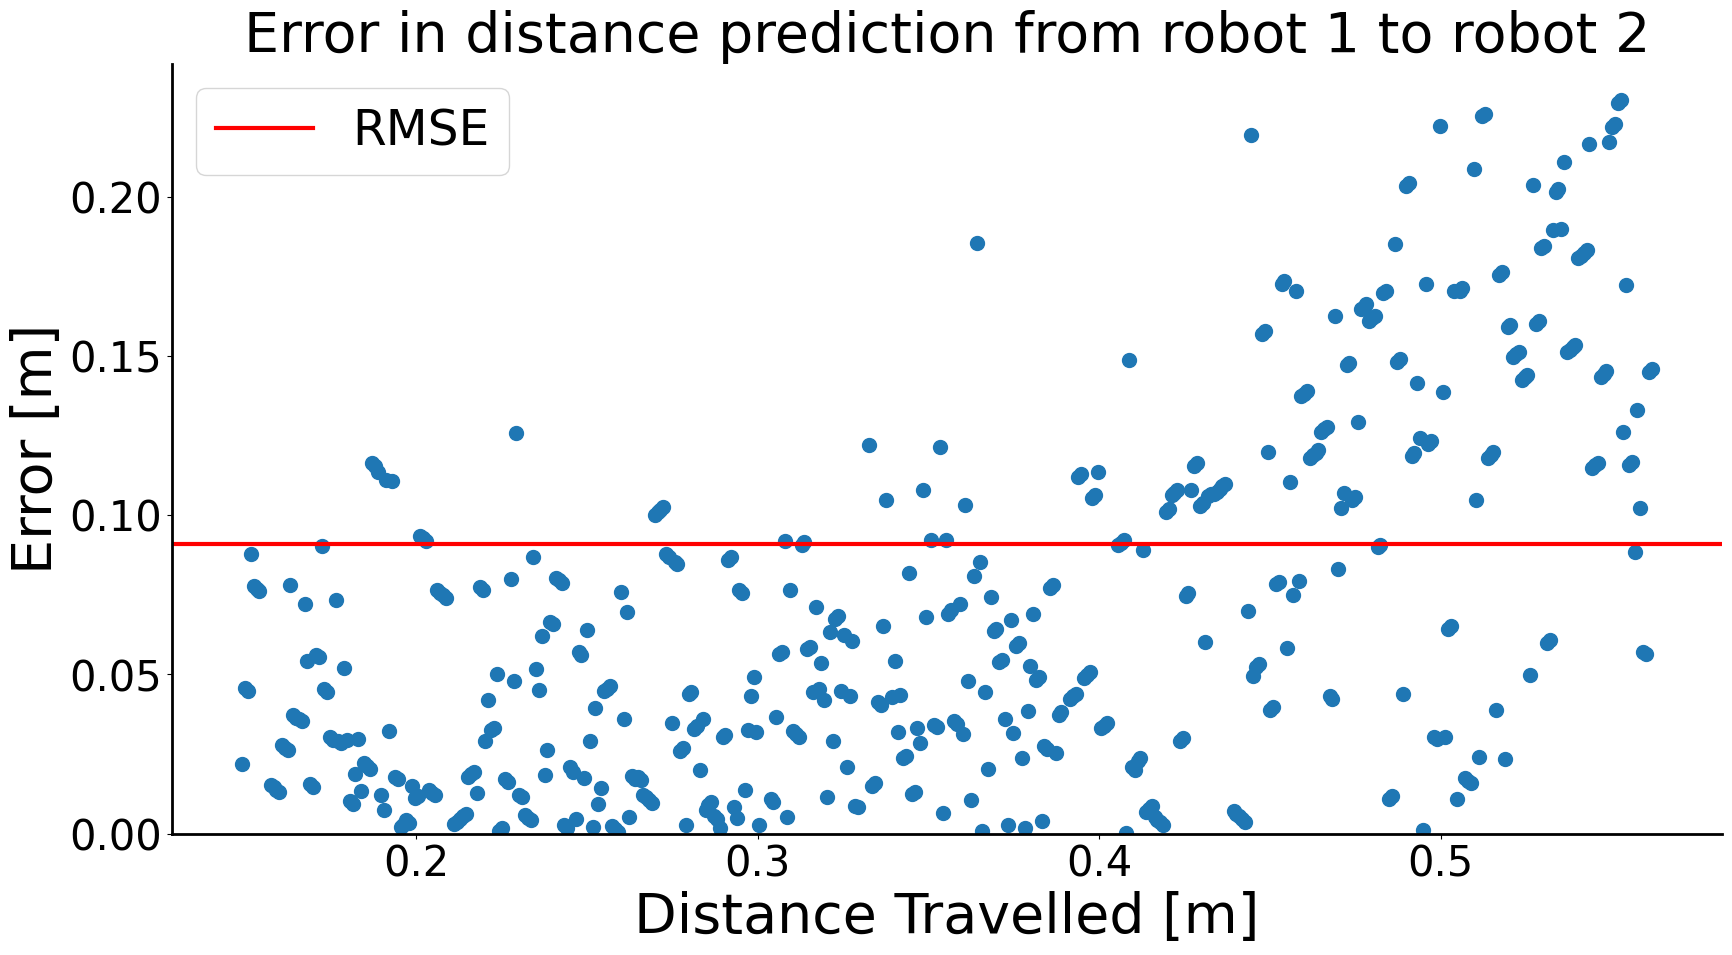 Error in distance prediction from robot 1 to robot 2
RMSE
Error [m]
0.20
0.15
0.10
0.05
0.00
0.2
0.3
0.4
0.5
Distance Travelled [m]